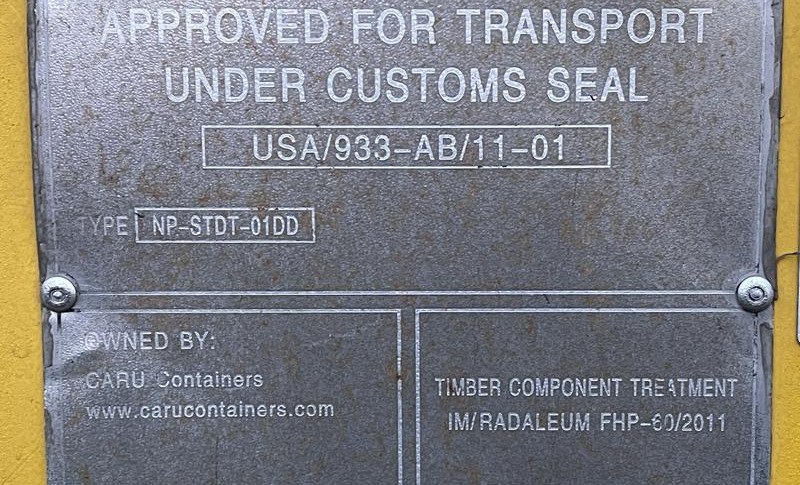 APPROVED FOR TRANSPORT
UNDER CUSTOMS SEAL
USA/933-AB/11-01
TYPE NP-STDT-01DD
OWNED BY:
CARU Containers
www.carucontainers.com
TIMBER COMPONENT TREATMENT
IM/RADALEUM FHP-60/2011